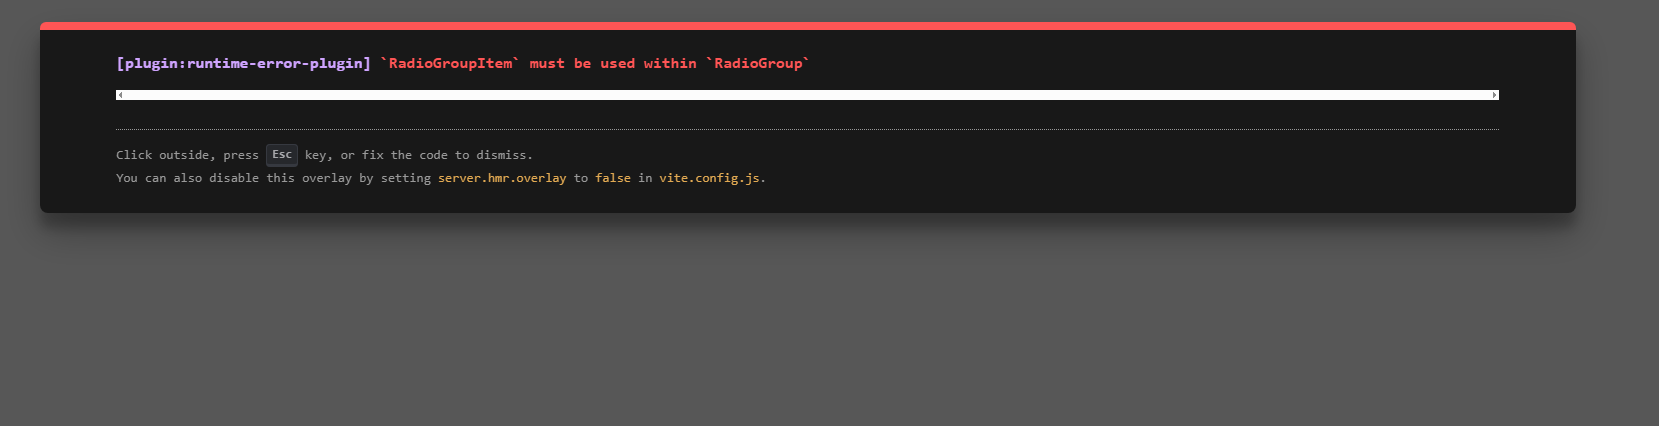 [plugin:runtime-error-plugin] `RadioGroupItem` must be used within `RadioGroup`
Click outside, press Esc key, or fix the code to dismiss.
You can also disable this overlay by setting server.hmr.overlay to false in vite.config.js.